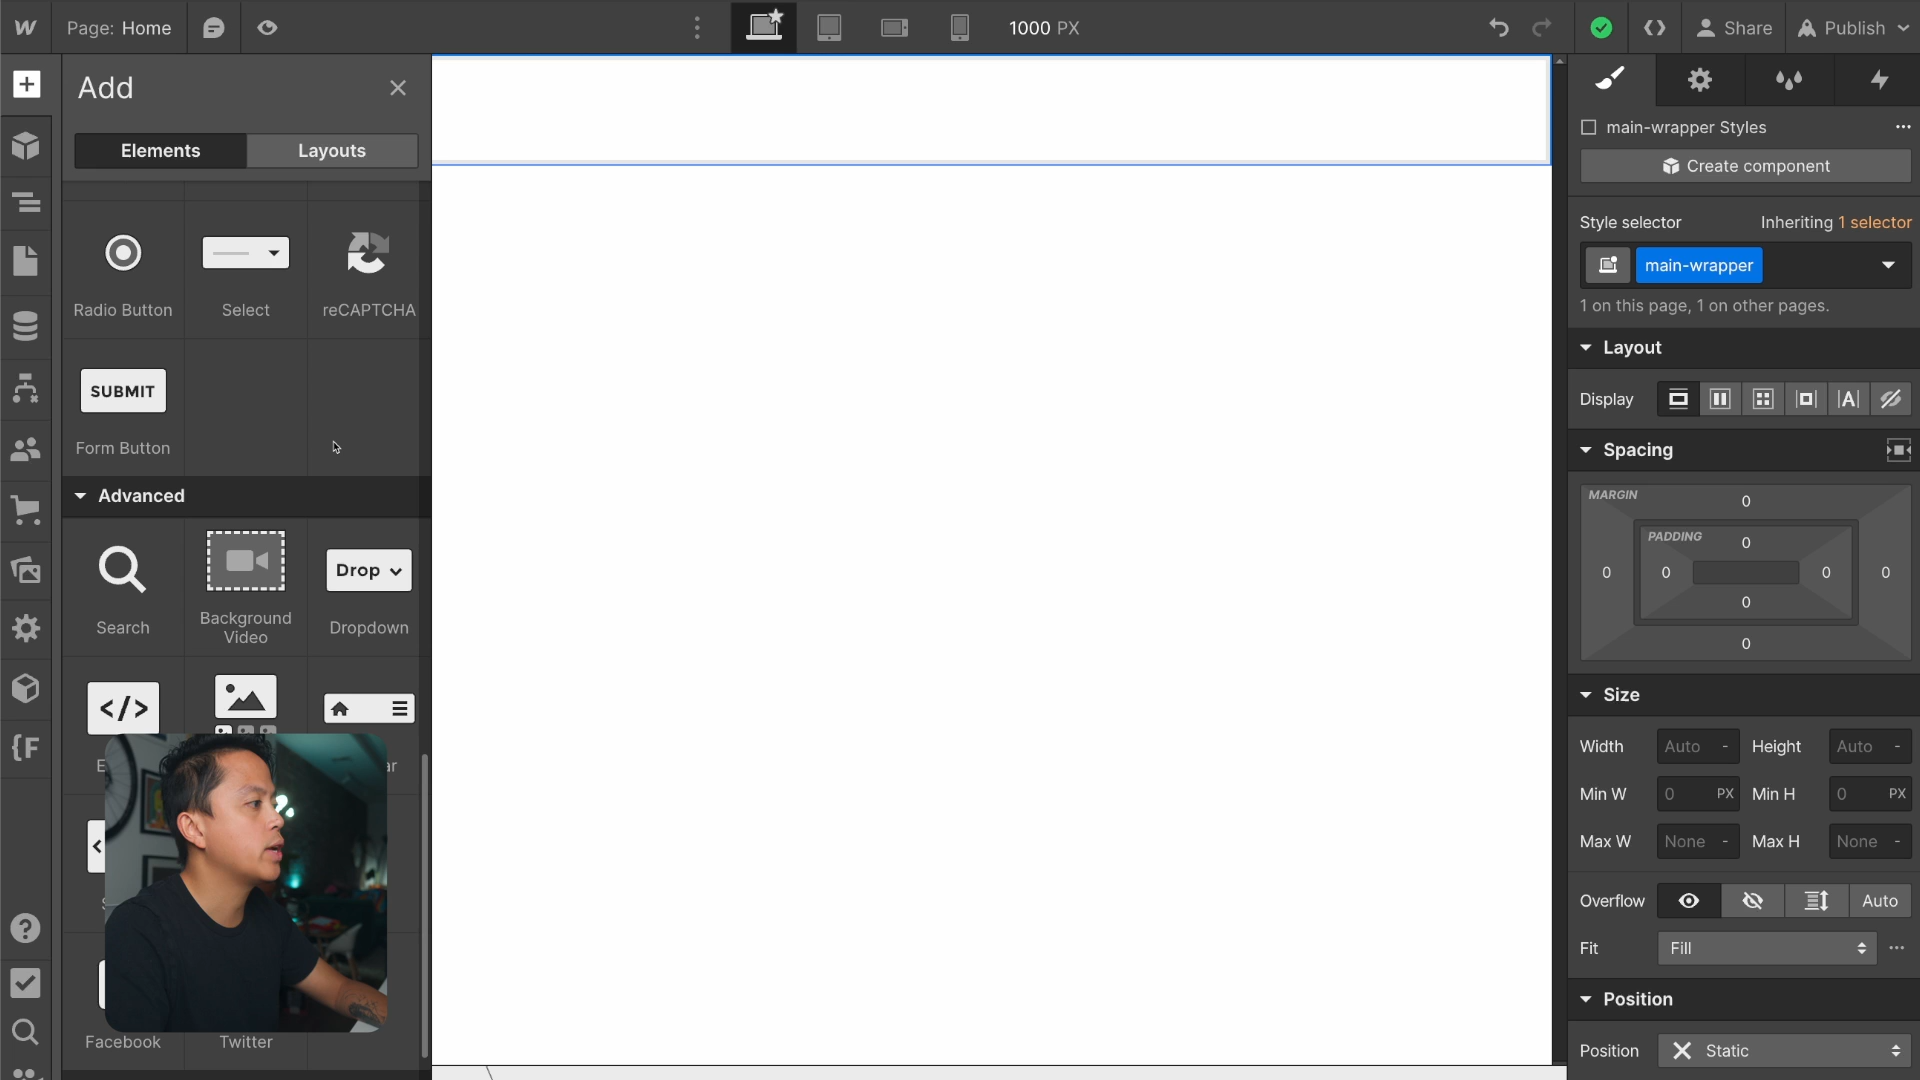 Page: Home
1000 PX
Share
Publish
Add
Elements
Layouts
Radio Button
Select
reCAPTCHA
SUBMIT
Form Button
Advanced
Search
Background
Video
Drop
Dropdown
</>
E
ar
S
Facebook
Twitter
{F
main-wrapper Styles
Create component
Style selector
Inheriting 1 selector
main-wrapper
1 on this page, 1 on other pages.
Layout
Display
Spacing
MARGIN
0
PADDING
0
0 0 0 0
0
0
Size
Width Auto - Height Auto -
Min W 0 PX Min H 0 PX
Max W None - Max H None -
Overflow Auto
Fit Fill
Position
Position Static